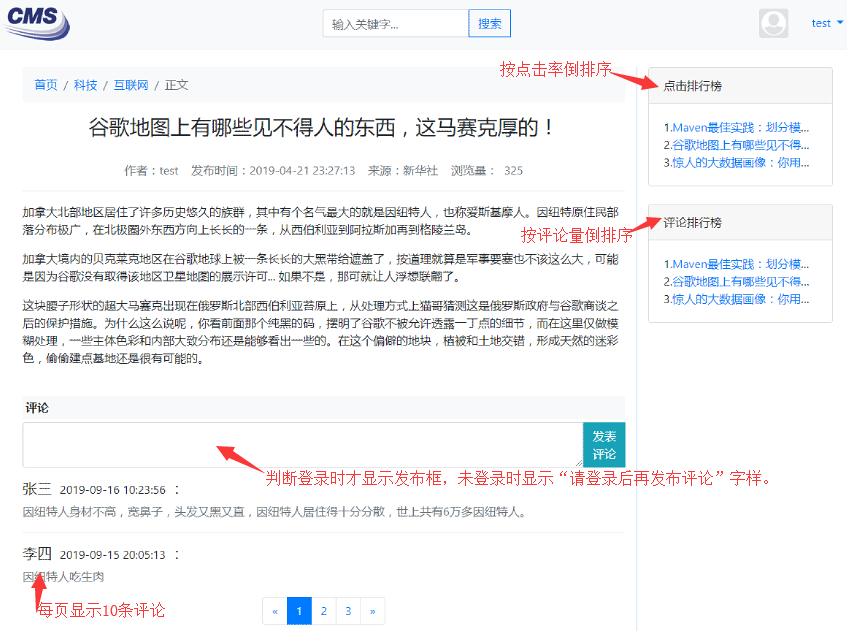 CMS
输入关键字...
搜索
test
首页 / 科技 / 互联网 / 正文
谷歌地图上有哪些见不得人的东西，这马赛克厚的！
作者：test 发布时间：2019-04-21 23:27:13 来源：新华社 浏览量： 325
加拿大北部地区居住了许多历史悠久的族群，其中有个名气最大的就是因纽特人，也称爱斯基摩人。因纽特原住民部
落分布极广，在北极圈外东西方向上长长的一条，从西伯利亚到阿拉斯加再到格陵兰岛。
加拿大境内的贝克莱克地区在谷歌地球上被一条长长的大黑带给遮盖了，按道理就算是军事要塞也不该这么大，可能
是因为谷歌没有取得该地区卫星地图的展示许可... 如果不是，那可就让人浮想联翩了。
这块腰子形状的超大马赛克出现在俄罗斯北部西伯利亚苔原上，从处理方式上猫哥猜测这是俄罗斯政府与谷歌商谈之
后的保护措施。为什么这么说呢，你看前面那个纯黑的码，摆明了谷歌不被允许透露一丁点的细节，而在这里仅做模
糊处理，一些主体色彩和内部大致分布还是能够看出一些的。在这个偏僻的地块，植被和土地交错，形成天然的迷彩
色，偷偷建点基地还是很有可能的。
按点击率倒排序
点击排行榜
1.Maven最佳实践：划分模...
2.谷歌地图上有哪些见不得...
3.惊人的大数据画像：你用...
按评论量倒排序
评论排行榜
1.Maven最佳实践：划分模...
2.谷歌地图上有哪些见不得...
3.惊人的大数据画像：你用...
评论
发表
评论
判断登录时才显示发布框，未登录时显示“请登录后再发布评论”字样。
张三 2019-09-16 10:23:56 ：
因纽特人身材不高，宽鼻子，头发又黑又直，因纽特人居住得十分分散，世上共有6万多因纽特人。
李四 2019-09-15 20:05:13 ：
因纽特人吃生肉
每页显示10条评论
« 1 2 3 »